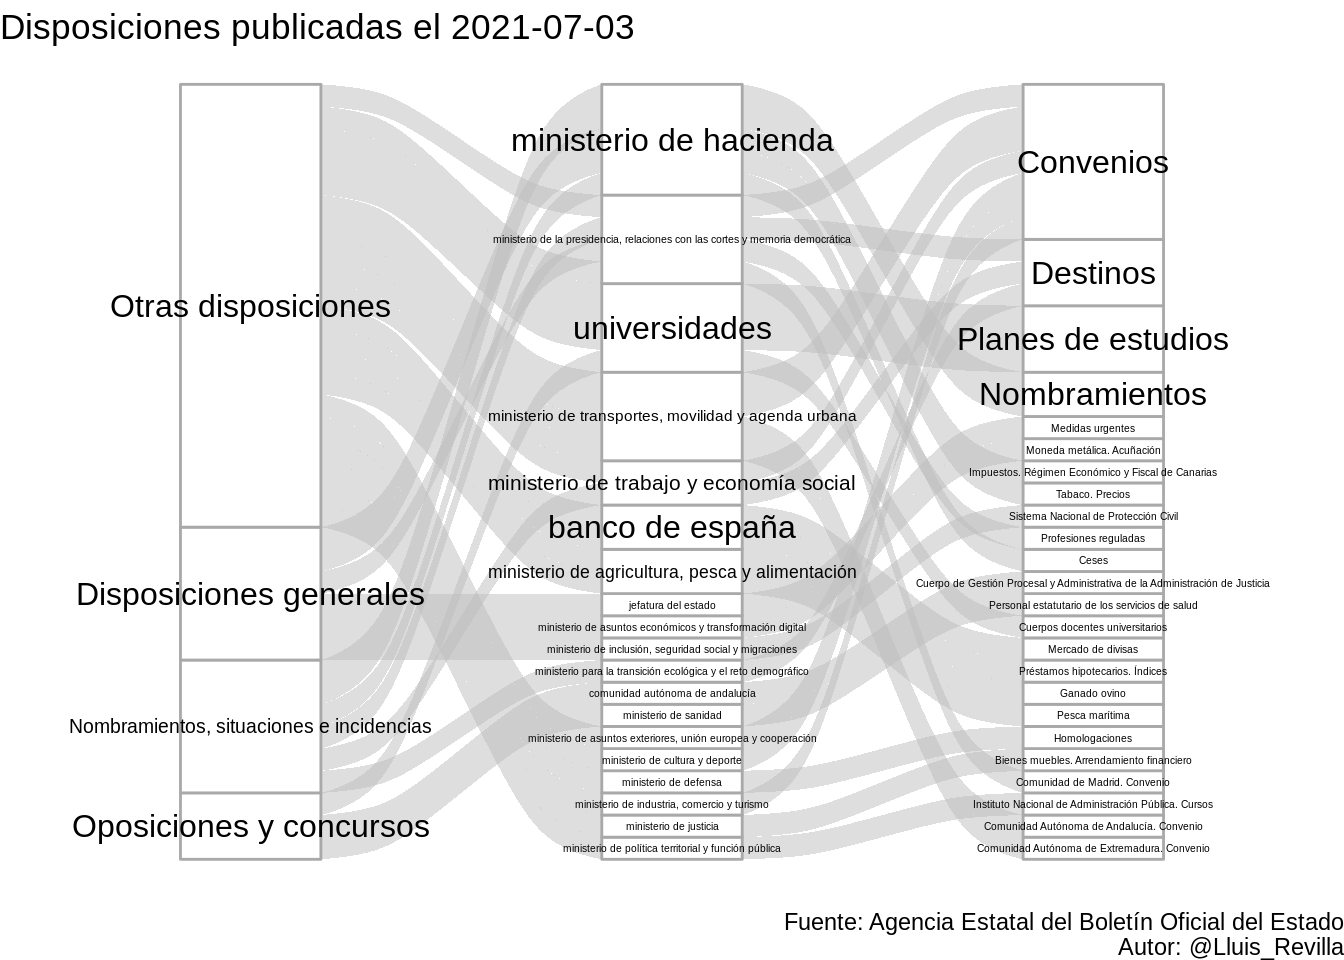 Disposiciones publicadas el 2021-07-03
Otras disposiciones
Disposiciones generales
Nombramientos, situaciones e incidencias
Oposiciones y concursos
ministerio de hacienda
ministerio de la presidencia, relaciones con las cortes y memoria democrática
universidades
ministerio de transportes, movilidad y agenda urbana
ministerio de trabajo y economía social
banco de españa
ministerio de agricultura, pesca y alimentación
jefatura del estado
ministerio de asuntos económicos y transformación digital
ministerio de inclusión, seguridad social y migraciones
ministerio para la transición ecológica y el reto demográfico
comunidad autónoma de andalucía
ministerio de sanidad
ministerio de asuntos exteriores, unión europea y cooperación
ministerio de cultura y deporte
ministerio de defensa
ministerio de industria, comercio y turismo
ministerio de justicia
ministerio de política territorial y función pública
Convenios
Destinos
Planes de estudios
Nombramientos
Medidas urgentes
Moneda metálica. Acuñación
Impuestos. Régimen Económico y Fiscal de Canarias
Tabaco. Precios
Sistema Nacional de Protección Civil
Profesiones reguladas
Ceses
Cuerpo de Gestión Procesal y Administrativa de la Administración de Justicia
Personal estatutario de los servicios de salud
Cuerpos docentes universitarios
Mercado de divisas
Préstamos hipotecarios. Índices
Ganado ovino
Pesca marítima
Homologaciones
Bienes muebles. Arrendamiento financiero
Comunidad de Madrid. Convenio
Instituto Nacional de Administración Pública. Cursos
Comunidad Autónoma de Andalucía. Convenio
Comunidad Autónoma de Extremadura. Convenio
Fuente: Agencia Estatal del Boletín Oficial del Estado
Autor: @Lluis_Revilla